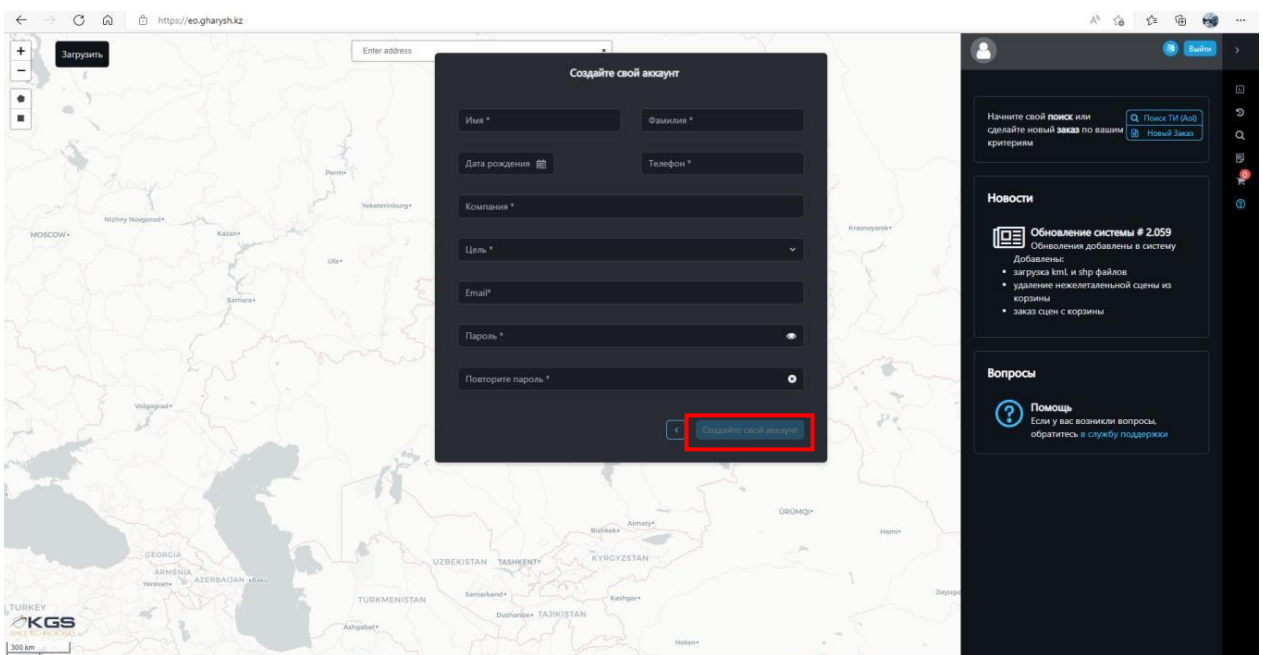 https://eo.gharysh.kz
+
−
Загрузить
Enter address
Создайте свой аккаунт
Имя *
Фамилия *
Дата рождения
Телефон *
Компания *
Цель *
Email*
Пароль *
Повторите пароль *
Создайте свой аккаунт
Выйти
Начните свой поиск или
сделайте новый заказ по вашим
критериям
Поиск ТИ (AoI)
Новый Заказ
0
Новости
Обновление системы # 2.059
Обнволения добавлены в систему
Добавлены:
• загрузка kml, и shp файлов
• удаление нежелеталеньной сцены из
корзины
• заказ сцен с корзины
Вопросы
Помощь
Если у вас возникли вопросы,
обратитесь в службу поддержки
Perm
Yekaterinburg
Nizhny Novgorod
MOSCOW
Kazan
Krasnoyarsk
Ufa
Samara
Volgograd
ÜRÜMQI
Almaty
Bishkek
Hami
GEORGIA
UZBEKISTAN
TASHKENT
KYRGYZSTAN
ARMENIA
Yerevan
AZERBAIJAN
Baku
TURKMENISTAN
Samarkand
Kashgar
TURKEY
Dushanbe
TAJIKISTAN
Ashgabat
Hotan
KGS
300 km